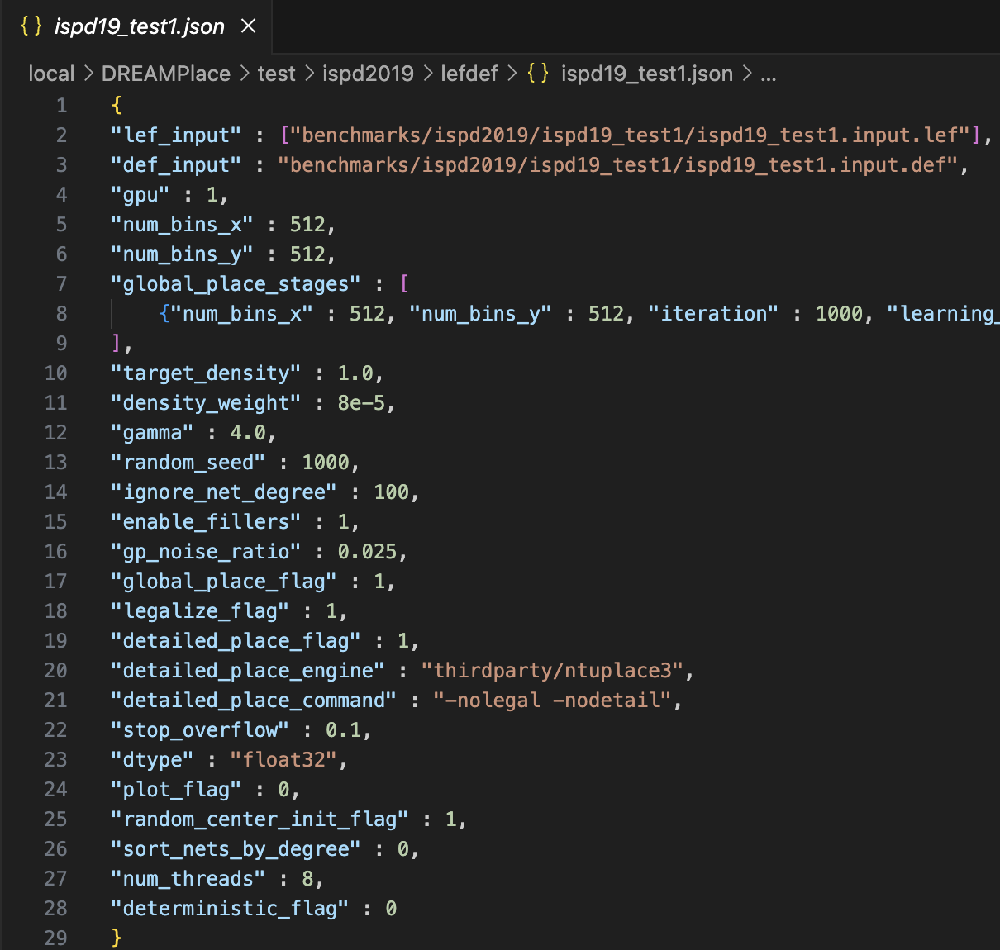 {} ispd19_test1.json ×
local > DREAMPlace > test > ispd2019 > lefdef > {} ispd19_test1.json > ...
1 {
2 "lef_input" : ["benchmarks/ispd2019/ispd19_test1/ispd19_test1.input.lef"],
3 "def_input" : "benchmarks/ispd2019/ispd19_test1/ispd19_test1.input.def",
4 "gpu" : 1,
5 "num_bins_x" : 512,
6 "num_bins_y" : 512,
7 "global_place_stages" : [
8     {"num_bins_x" : 512, "num_bins_y" : 512, "iteration" : 1000, "learning_
9 ],
10 "target_density" : 1.0,
11 "density_weight" : 8e-5,
12 "gamma" : 4.0,
13 "random_seed" : 1000,
14 "ignore_net_degree" : 100,
15 "enable_fillers" : 1,
16 "gp_noise_ratio" : 0.025,
17 "global_place_flag" : 1,
18 "legalize_flag" : 1,
19 "detailed_place_flag" : 1,
20 "detailed_place_engine" : "thirdparty/ntuplace3",
21 "detailed_place_command" : "-nolegal -nodetail",
22 "stop_overflow" : 0.1,
23 "dtype" : "float32",
24 "plot_flag" : 0,
25 "random_center_init_flag" : 1,
26 "sort_nets_by_degree" : 0,
27 "num_threads" : 8,
28 "deterministic_flag" : 0
29 }